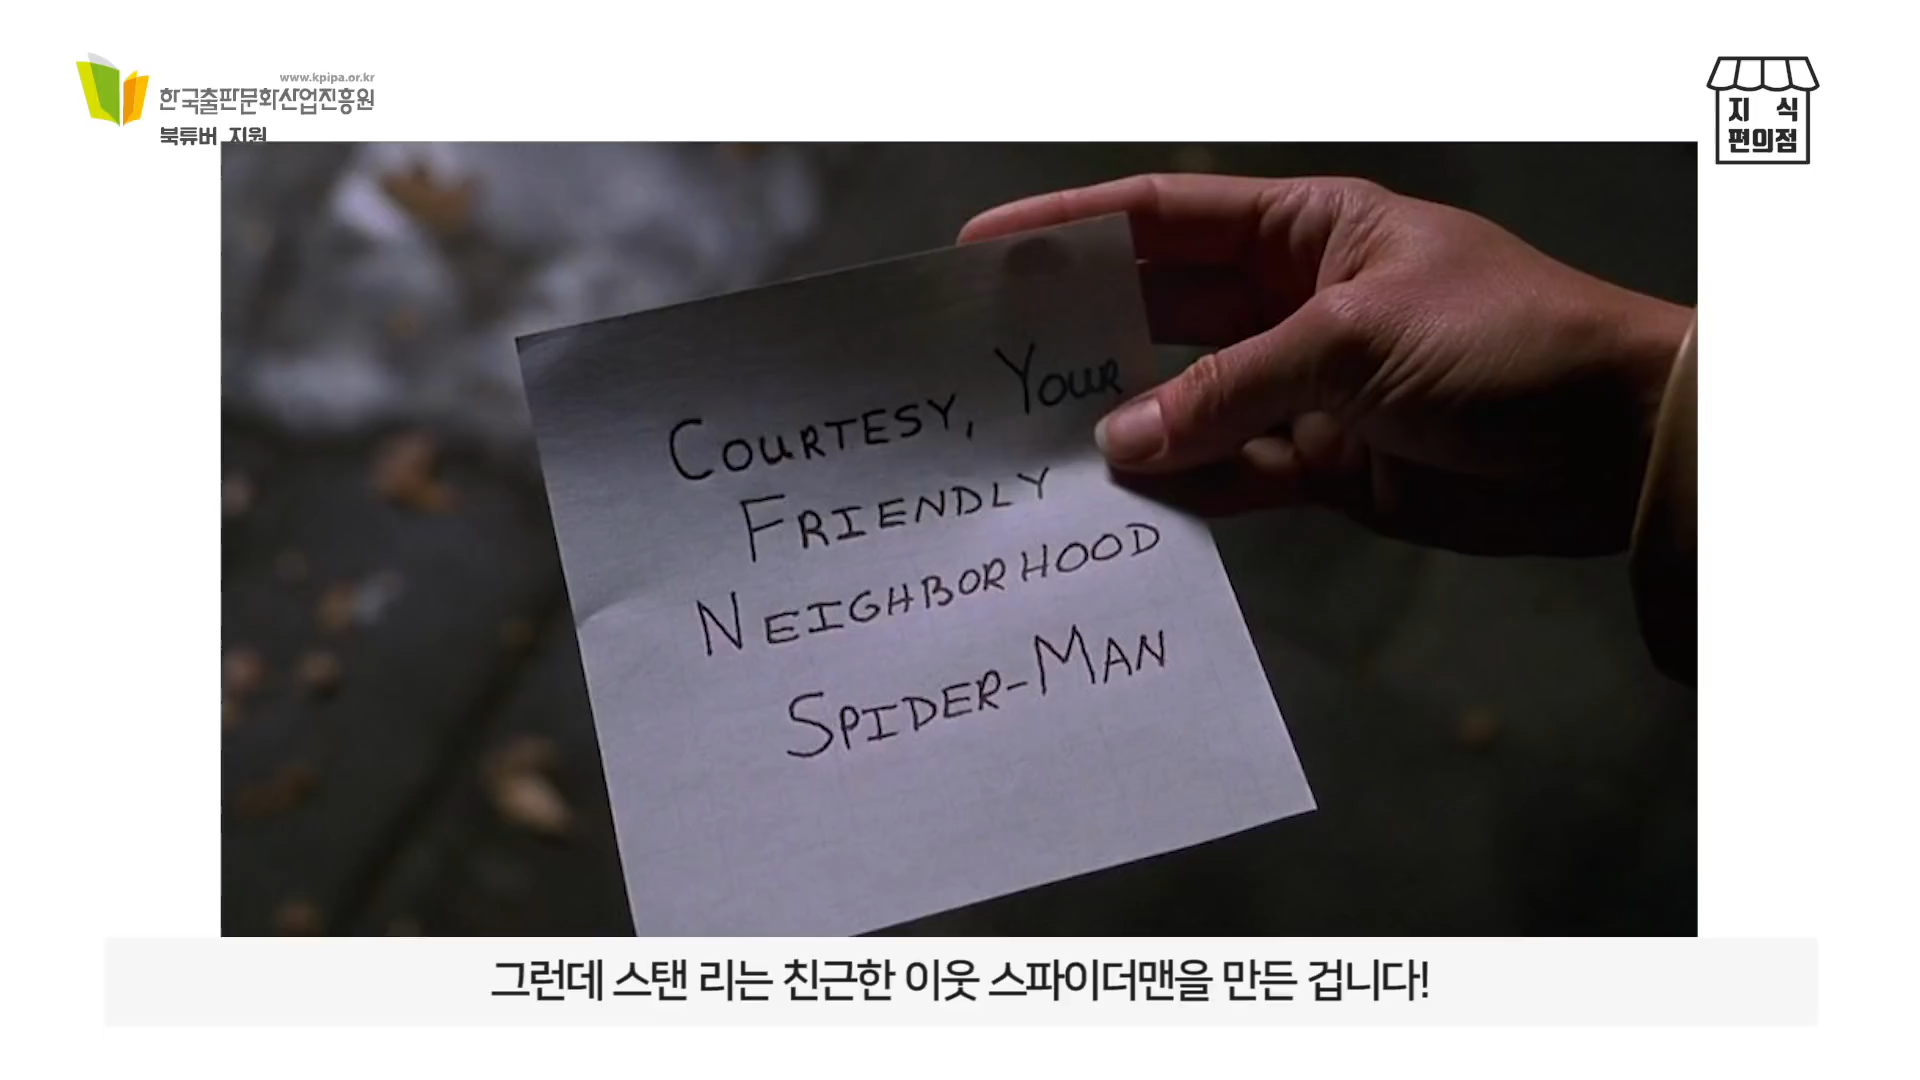 www.kpipa.or.kr
한국출판문화산업진흥원
북튜버 지원
지 식
편의점
COURTESY, YOUR
FRIENDLY
NEIGHBORHOOD
SPIDER-MAN
그런데 스탠 리는 친근한 이웃 스파이더맨을 만든 겁니다!